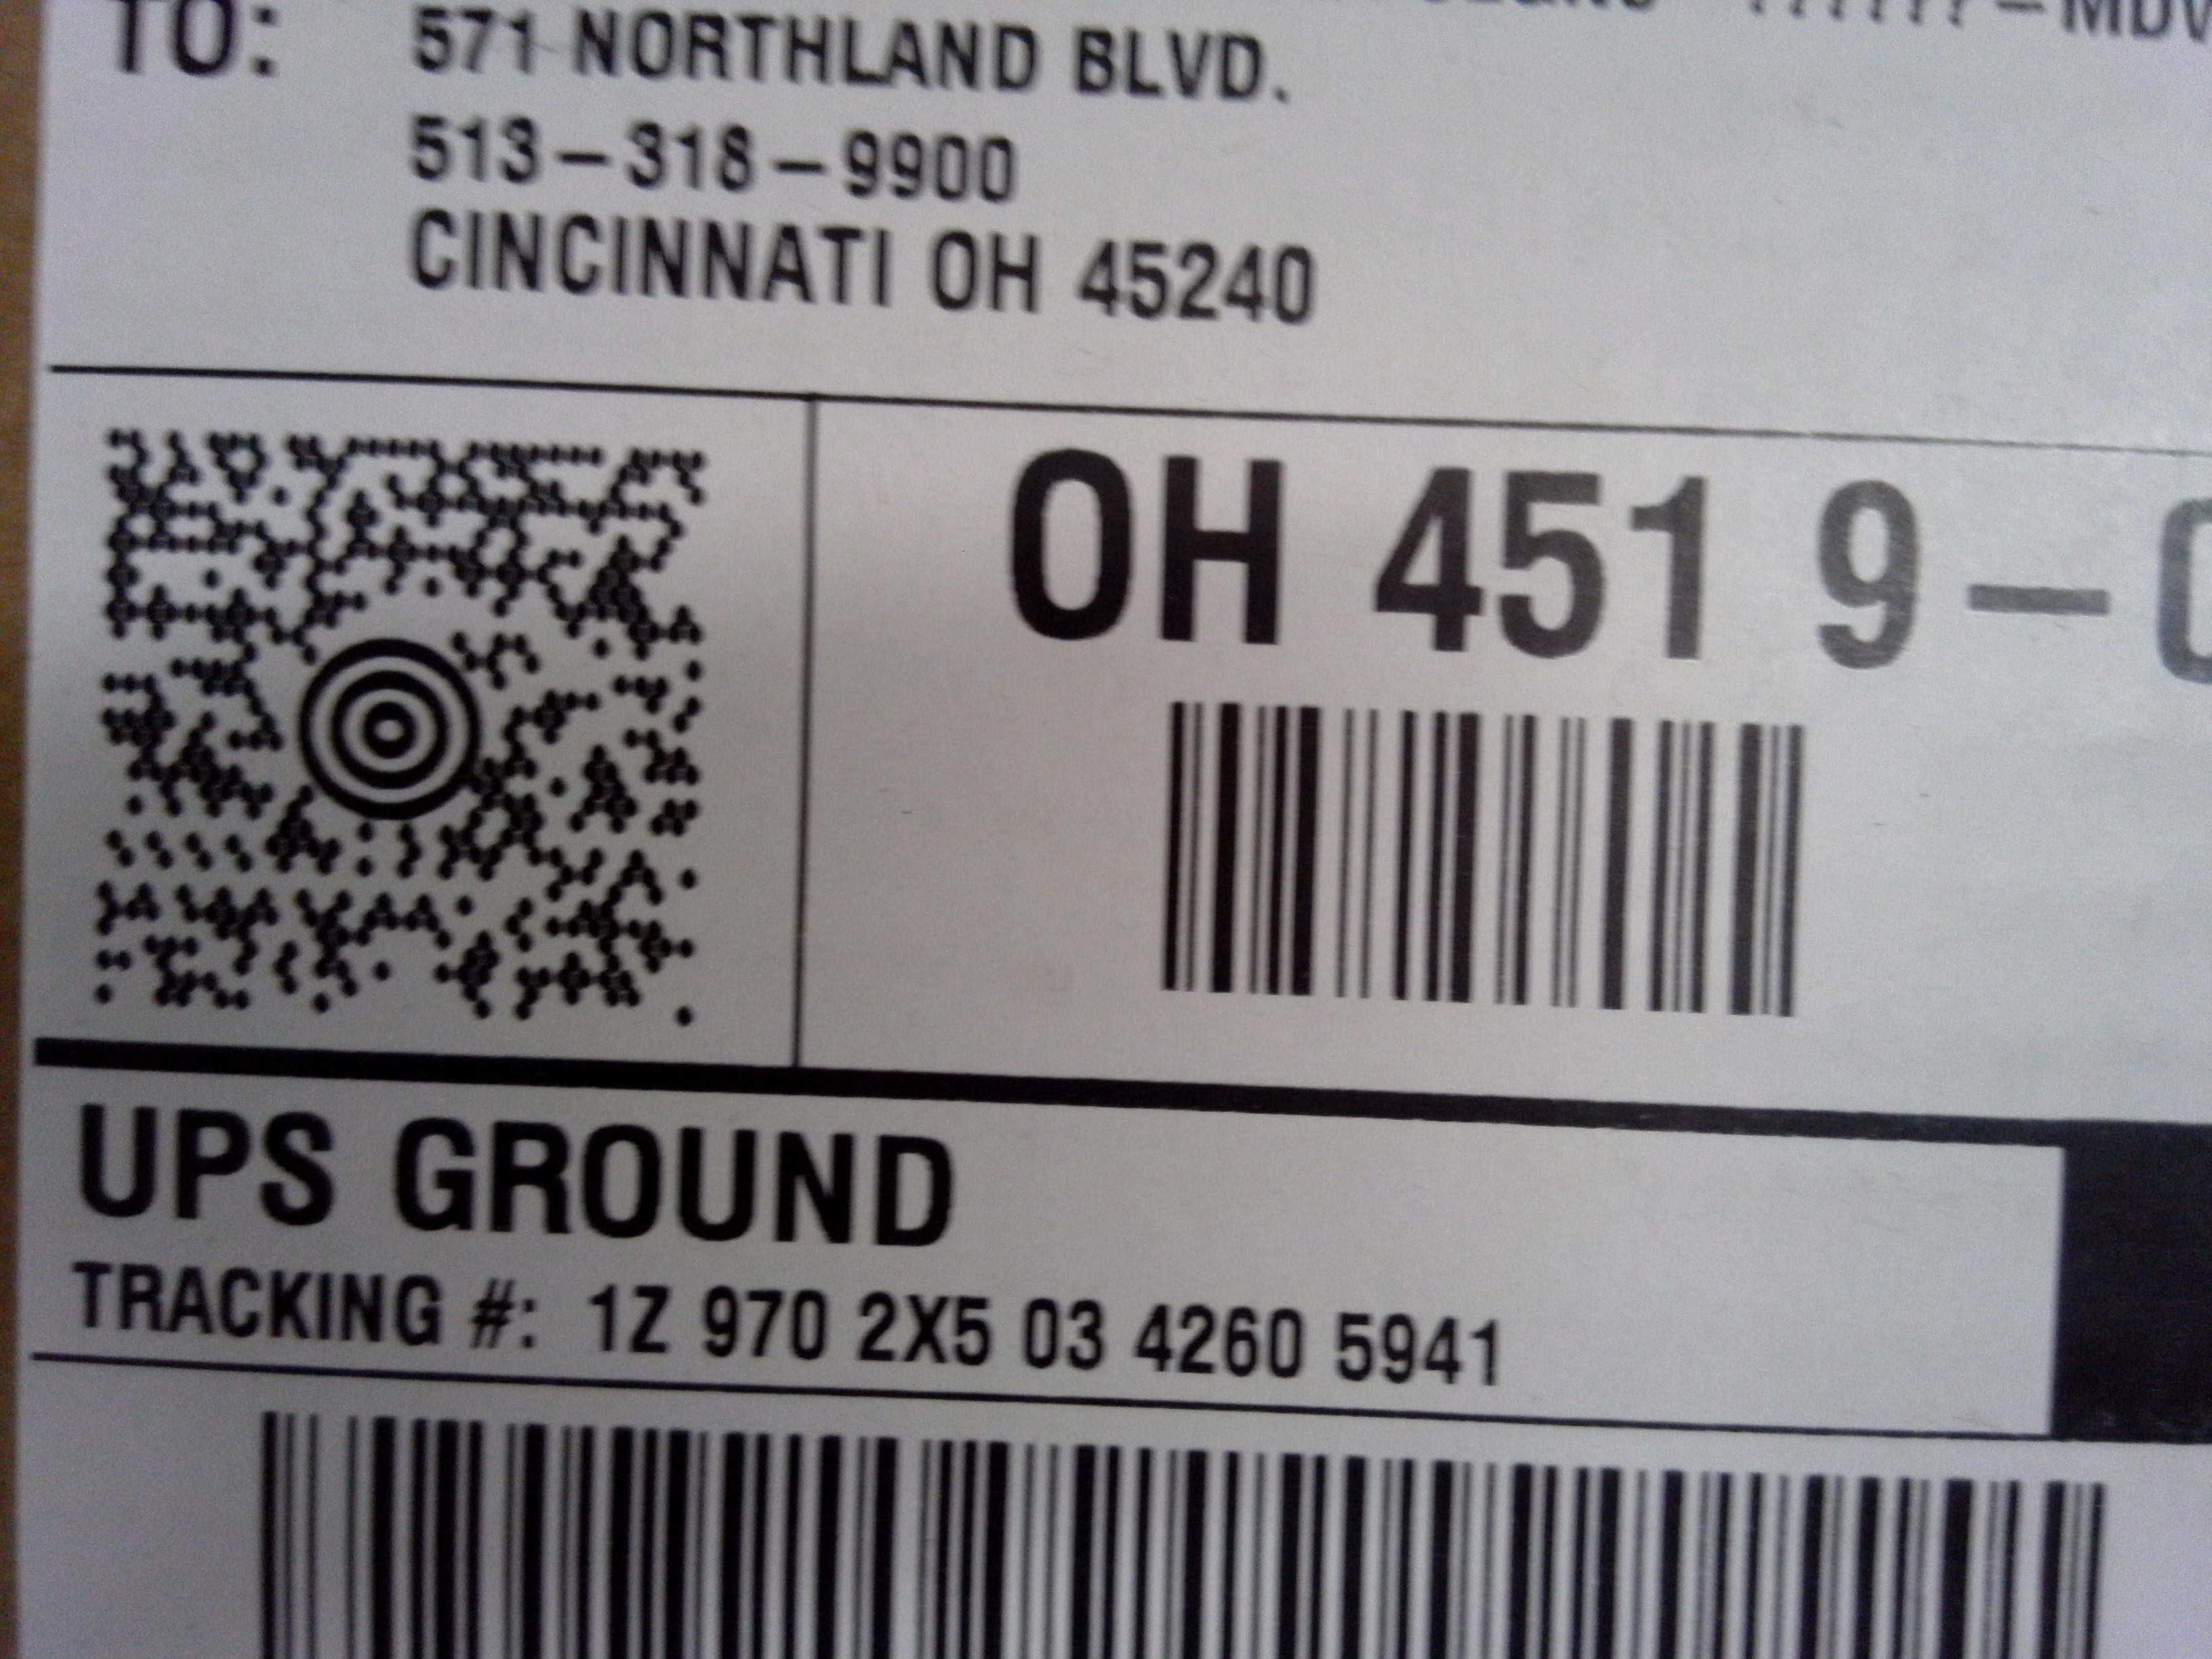 TO: 571 NORTHLAND BLVD.
513-318-9900
CINCINNATI OH 45240
OH 451 9-
UPS GROUND
TRACKING #: 1Z 970 2X5 03 4260 5941